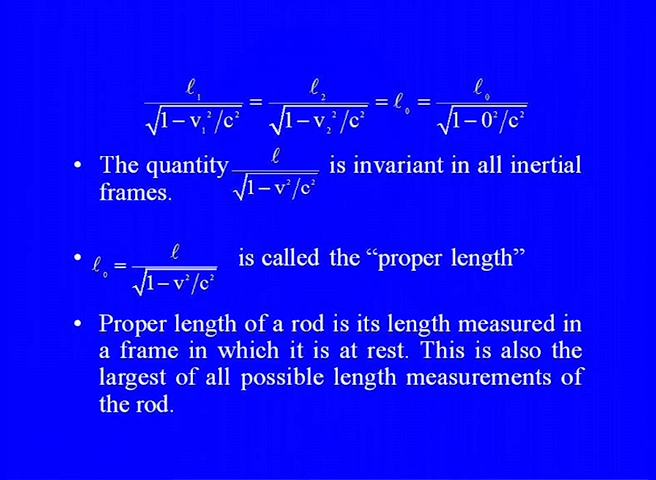 ℓ₁/√(1 – v₁²/c²) = ℓ₂/√(1 – v₂²/c²) = ℓ₀ = ℓ₀/√(1 – 0²/c²)
• The quantity ℓ/√(1 – v²/c²) is invariant in all inertial
frames.
• ℓ₀ = ℓ/√(1 – v²/c²) is called the “proper length”
• Proper length of a rod is its length measured in
a frame in which it is at rest. This is also the
largest of all possible length measurements of
the rod.